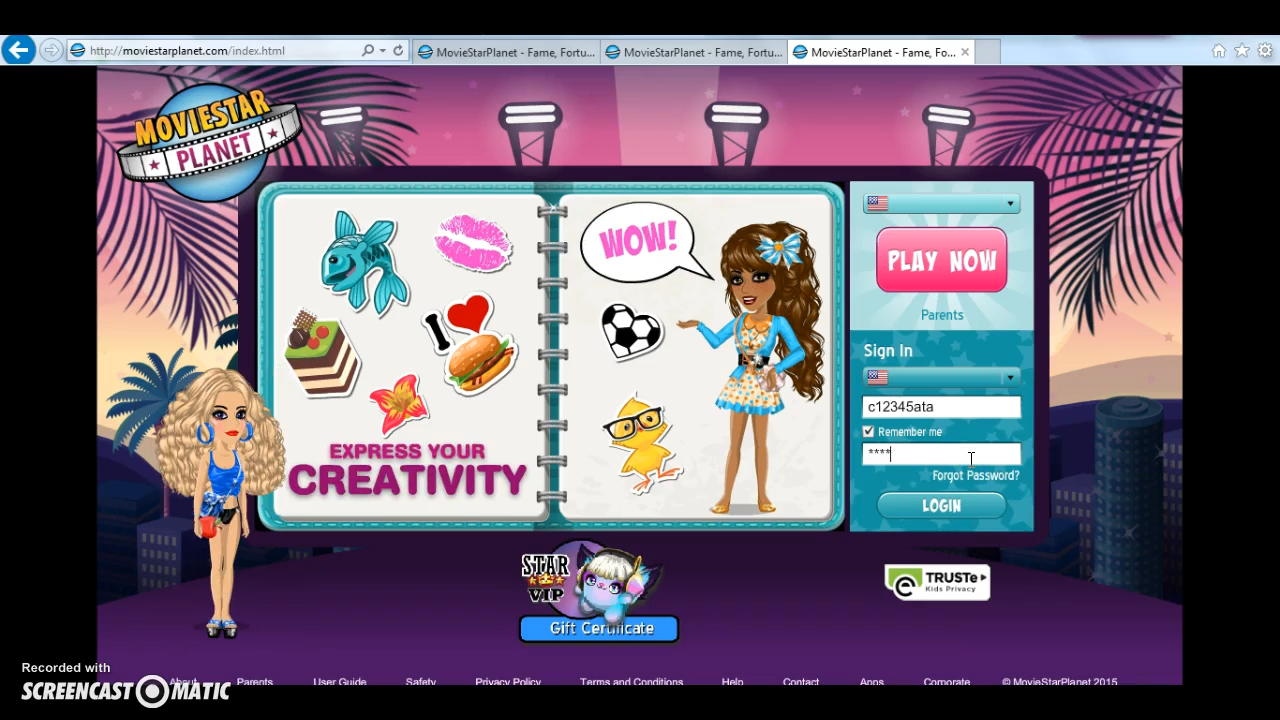 http://moviestarplanet.com/index.html
MovieStarPlanet - Fame, Fortu...
MovieStarPlanet - Fame, Fortu...
MovieStarPlanet - Fame, Fo...
MOVIESTAR
PLANET
WOW!
I
EXPRESS YOUR
CREATIVITY
PLAY NOW
Parents
Sign In
c12345ata
Remember me
****
Forgot Password?
LOGIN
STAR
VIP
Gift Certificate
TRUSTe
Kids Privacy
Recorded with
SCREENCAST MATIC
About
Parents
User Guide
Safety
Privacy Policy
Terms and Conditions
Help
Contact
Apps
Corporate
© MovieStarPlanet 2015